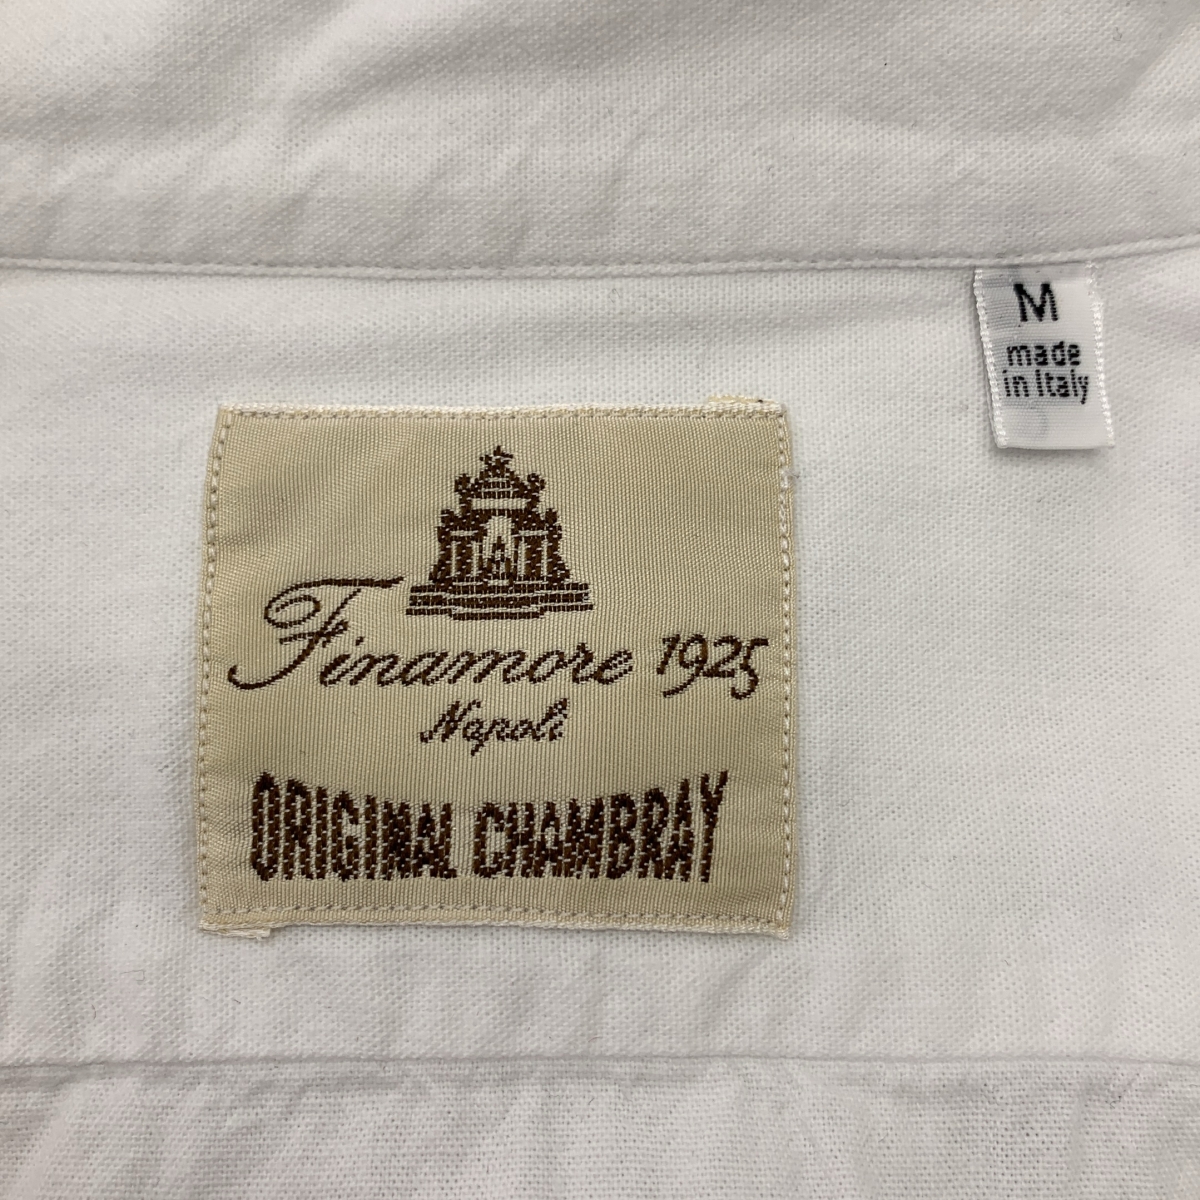 M
made
in Italy
Finamore 1925
Napoli
ORIGINAL CHAMBRAY